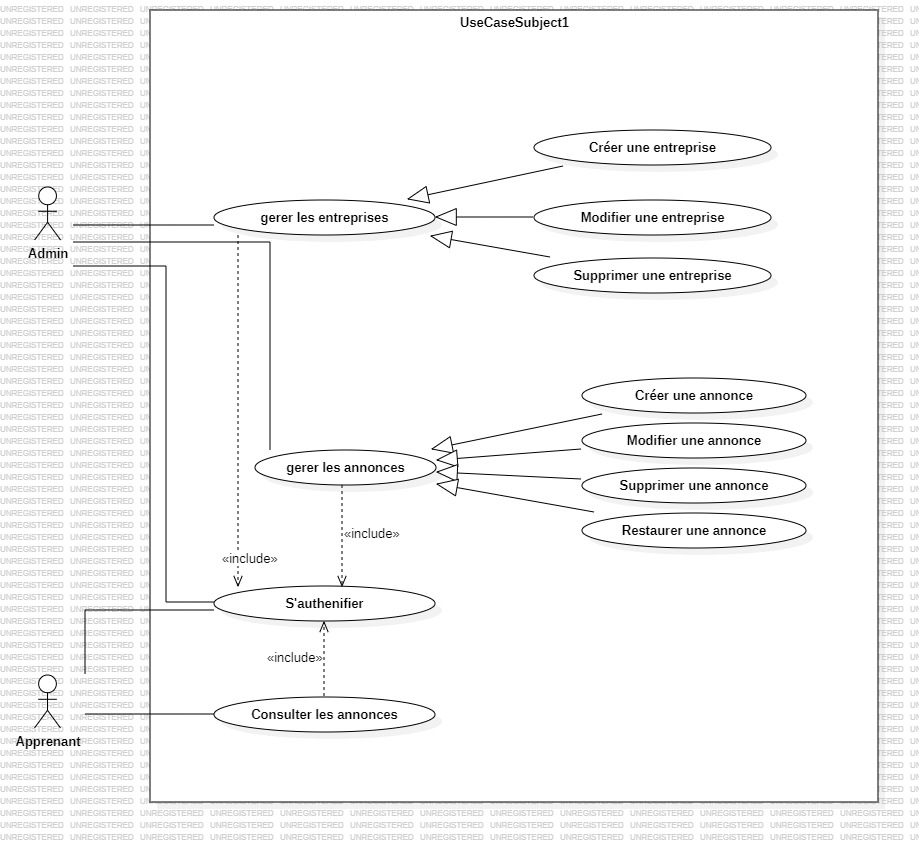 UseCaseSubject1
Créer une entreprise
gerer les entreprises
Modifier une entreprise
Admin
Supprimer une entreprise
Créer une annonce
Modifier une annonce
gerer les annonces
Supprimer une annonce
Restaurer une annonce
«include»
«include»
S'authenifier
«include»
Consulter les annonces
Apprenant
UNREGISTERED